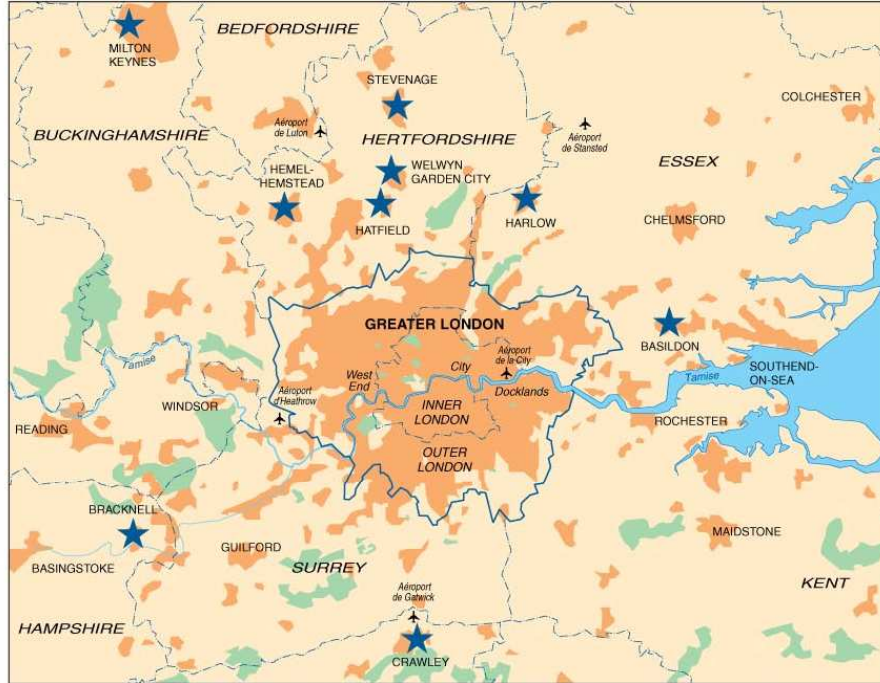 BEDFORDSHIRE
MILTON
KEYNES
STEVENAGE
COLCHESTER
Aéroport
de Luton
BUCKINGHAMSHIRE
HERTFORDSHIRE
Aéroport
de Stansted
ESSEX
HEMEL-
HEMSTEAD
WELWYN
GARDEN CITY
HATFIELD
HARLOW
CHELMSFORD
GREATER LONDON
BASILDON
Tamise
West
End
City
Aéroport
de la City
Tamise
SOUTHEND-
ON-SEA
WINDSOR
Aéroport
d'Heathrow
Docklands
INNER
LONDON
ROCHESTER
READING
OUTER
LONDON
BRACKNELL
MAIDSTONE
GUILFORD
BASINGSTOKE
SURREY
KENT
Aéroport
de Gatwick
HAMPSHIRE
CRAWLEY